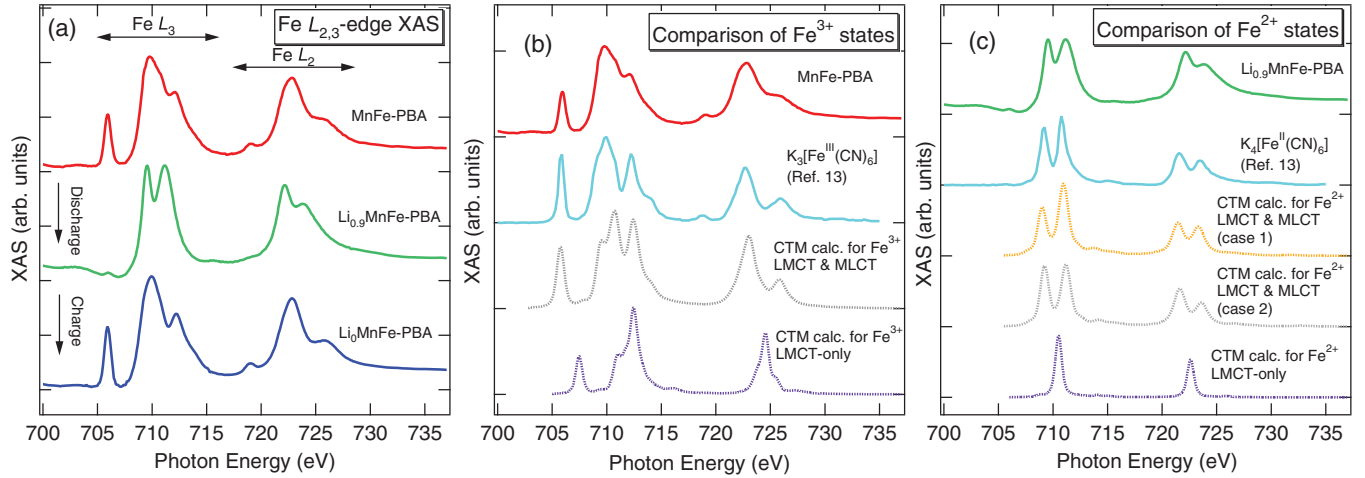 (a)
Fe L3
Fe L2,3-edge XAS
Fe L2
MnFe-PBA
Discharge
Li0.9MnFe-PBA
Charge
Li0MnFe-PBA
XAS (arb. units)
700 705 710 715 720 725 730 735
Photon Energy (eV)
(b)
Comparison of Fe3+ states
MnFe-PBA
K3[FeIII(CN)6]
(Ref. 13)
CTM calc. for Fe3+
LMCT & MLCT
CTM calc. for Fe3+
LMCT-only
XAS (arb. units)
700 705 710 715 720 725 730 735
Photon Energy (eV)
(c)
Comparison of Fe2+ states
Li0.9MnFe-PBA
K4[FeII(CN)6]
(Ref. 13)
CTM calc. for Fe2+
LMCT & MLCT
(case 1)
CTM calc. for Fe2+
LMCT & MLCT
(case 2)
CTM calc. for Fe2+
LMCT-only
XAS (arb. units)
700 705 710 715 720 725 730 735
Photon Energy (eV)